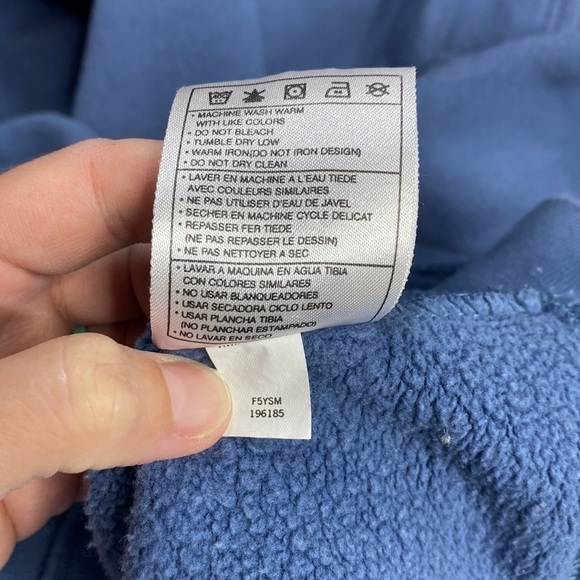 40C
• MACHINE WASH WARM
WITH LIKE COLORS
• DO NOT BLEACH
• TUMBLE DRY LOW
• WARM IRON(DO NOT IRON DESIGN)
• DO NOT DRY CLEAN
• LAVER EN MACHINE A L'EAU TIEDE
AVEC COULEURS SIMILAIRES
• NE PAS UTILISER D'EAU DE JAVEL
• SECHER EN MACHINE CYCLE DELICAT
• REPASSER FER TIEDE
(NE PAS REPASSER LE DESSIN)
• NE PAS NETTOYER A SEC
• LAVAR A MAQUINA EN AGUA TIBIA
CON COLORES SIMILARES
• NO USAR BLANQUEADORES
• USAR SECADORA CICLO LENTO
• USAR PLANCHA TIBIA
(NO PLANCHAR ESTAMPADO)
• NO LAVAR EN SECO
F5YSM
196185